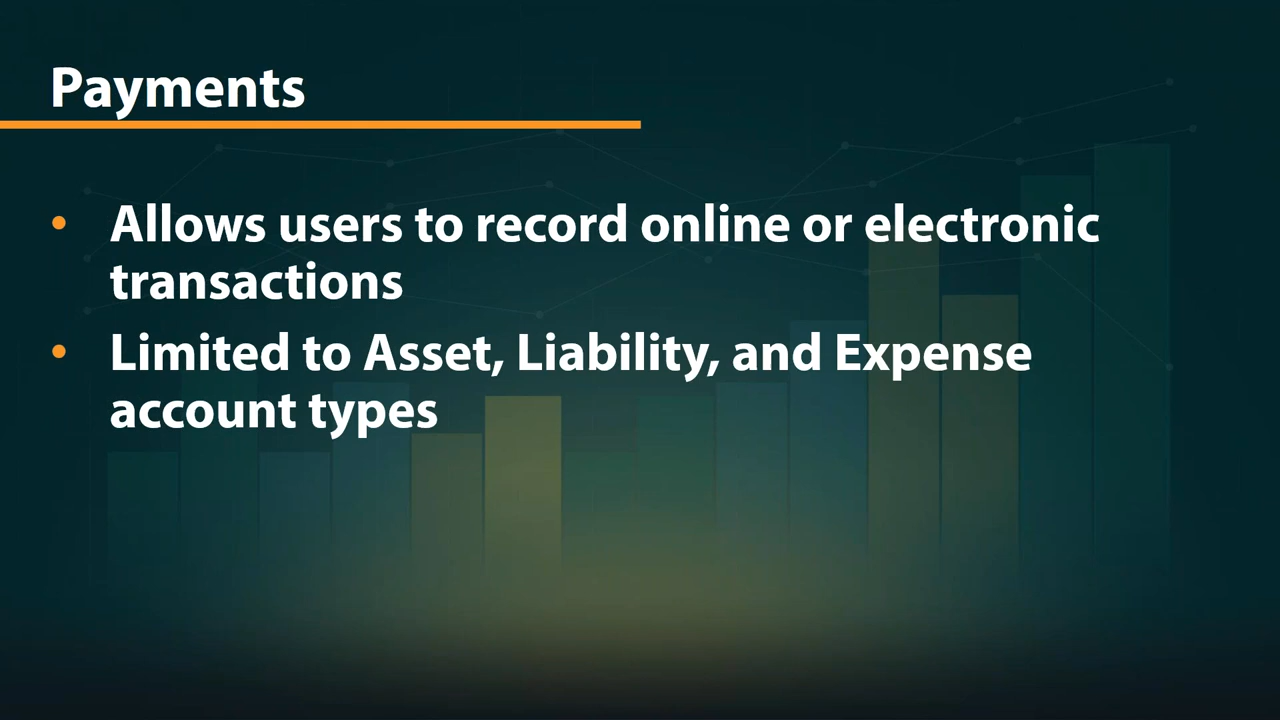 Payments
• Allows users to record online or electronic
transactions
• Limited to Asset, Liability, and Expense
account types